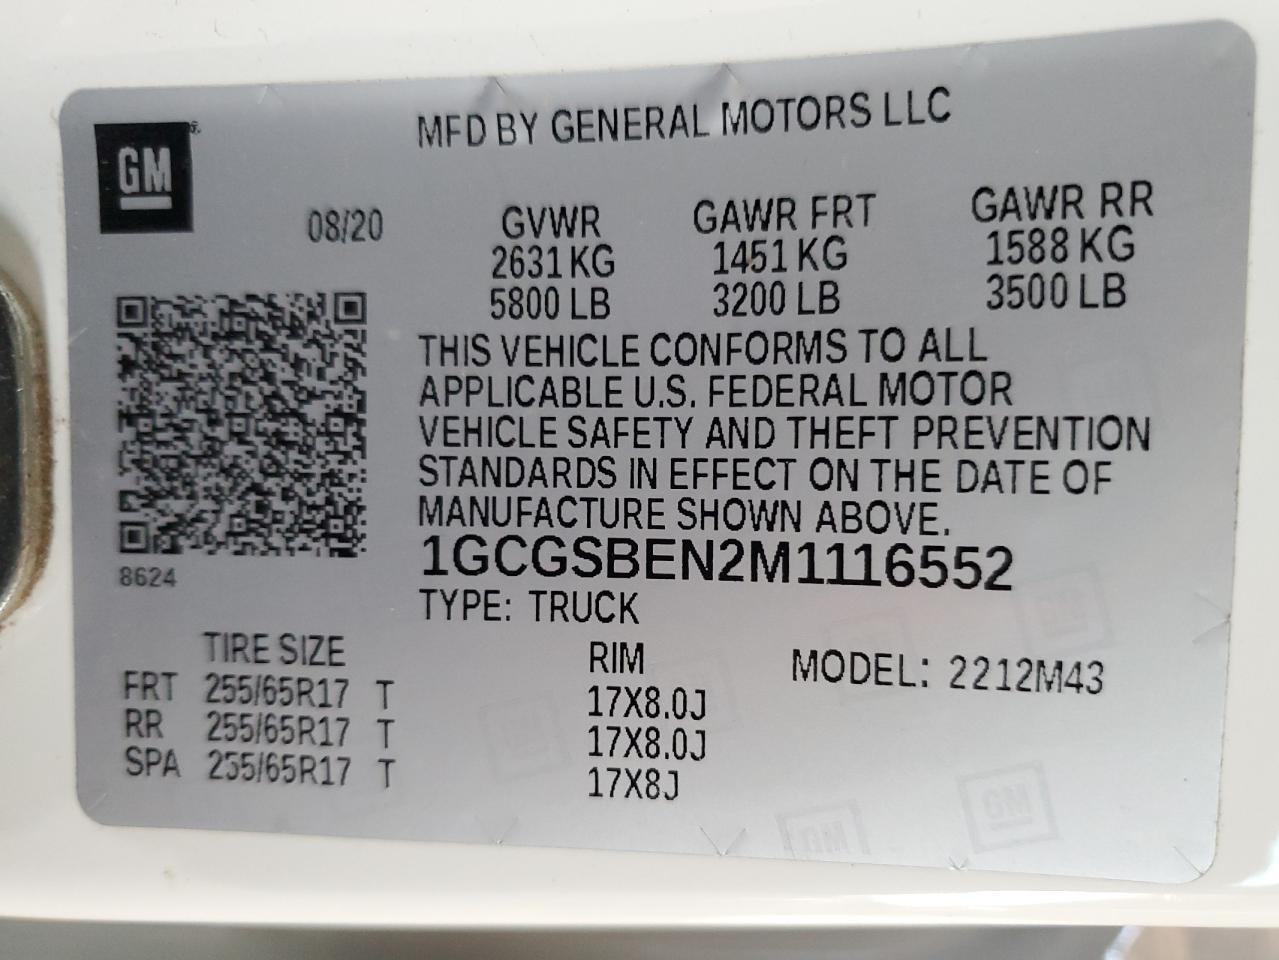 GM
MFD BY GENERAL MOTORS LLC
08/20 GVWR GAWR FRT GAWR RR
2631 KG 1451 KG 1588 KG
5800 LB 3200 LB 3500 LB
THIS VEHICLE CONFORMS TO ALL
APPLICABLE U.S. FEDERAL MOTOR
VEHICLE SAFETY AND THEFT PREVENTION
STANDARDS IN EFFECT ON THE DATE OF
MANUFACTURE SHOWN ABOVE.
1GCGSBEN2M1116552
8624
TYPE: TRUCK
TIRE SIZE RIM MODEL: 2212M43
FRT 255/65R17 T 17X8.0J
RR 255/65R17 T 17X8.0J
SPA 255/65R17 T 17X8J
GM
GM